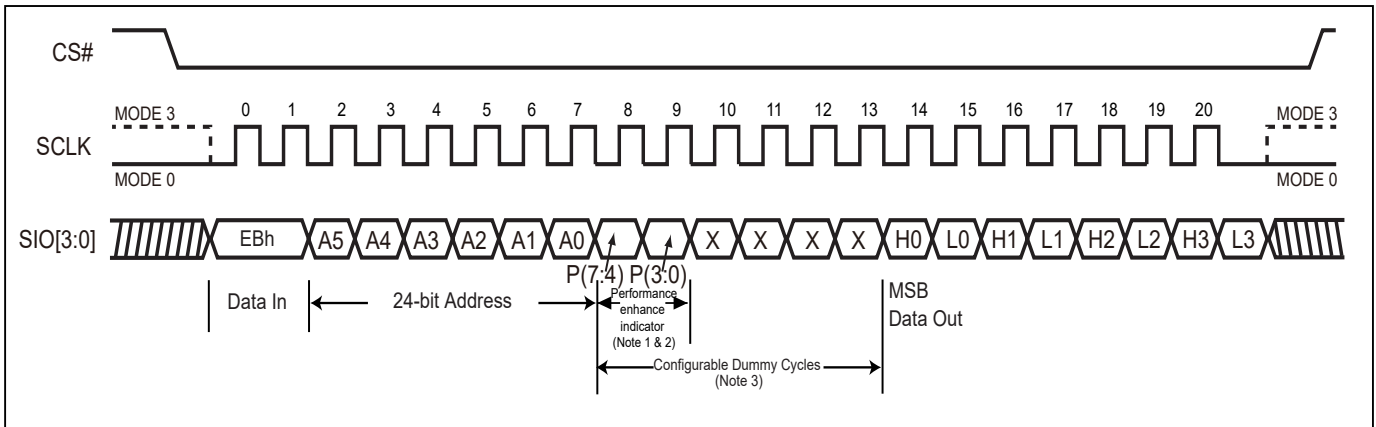 CS#
MODE 3 0 1 2 3 4 5 6 7 8 9 10 11 12 13 14 15 16 17 18 19 20 MODE 3
SCLK
MODE 0 MODE 0
SIO[3:0] EBh A5 A4 A3 A2 A1 A0 X X X X H0 L0 H1 L1 H2 L2 H3 L3
P(7:4) P(3:0)
Data In 24-bit Address
Performance
enhance
indicator
(Note 1 & 2)
MSB
Data Out
Configurable Dummy Cycles
(Note 3)